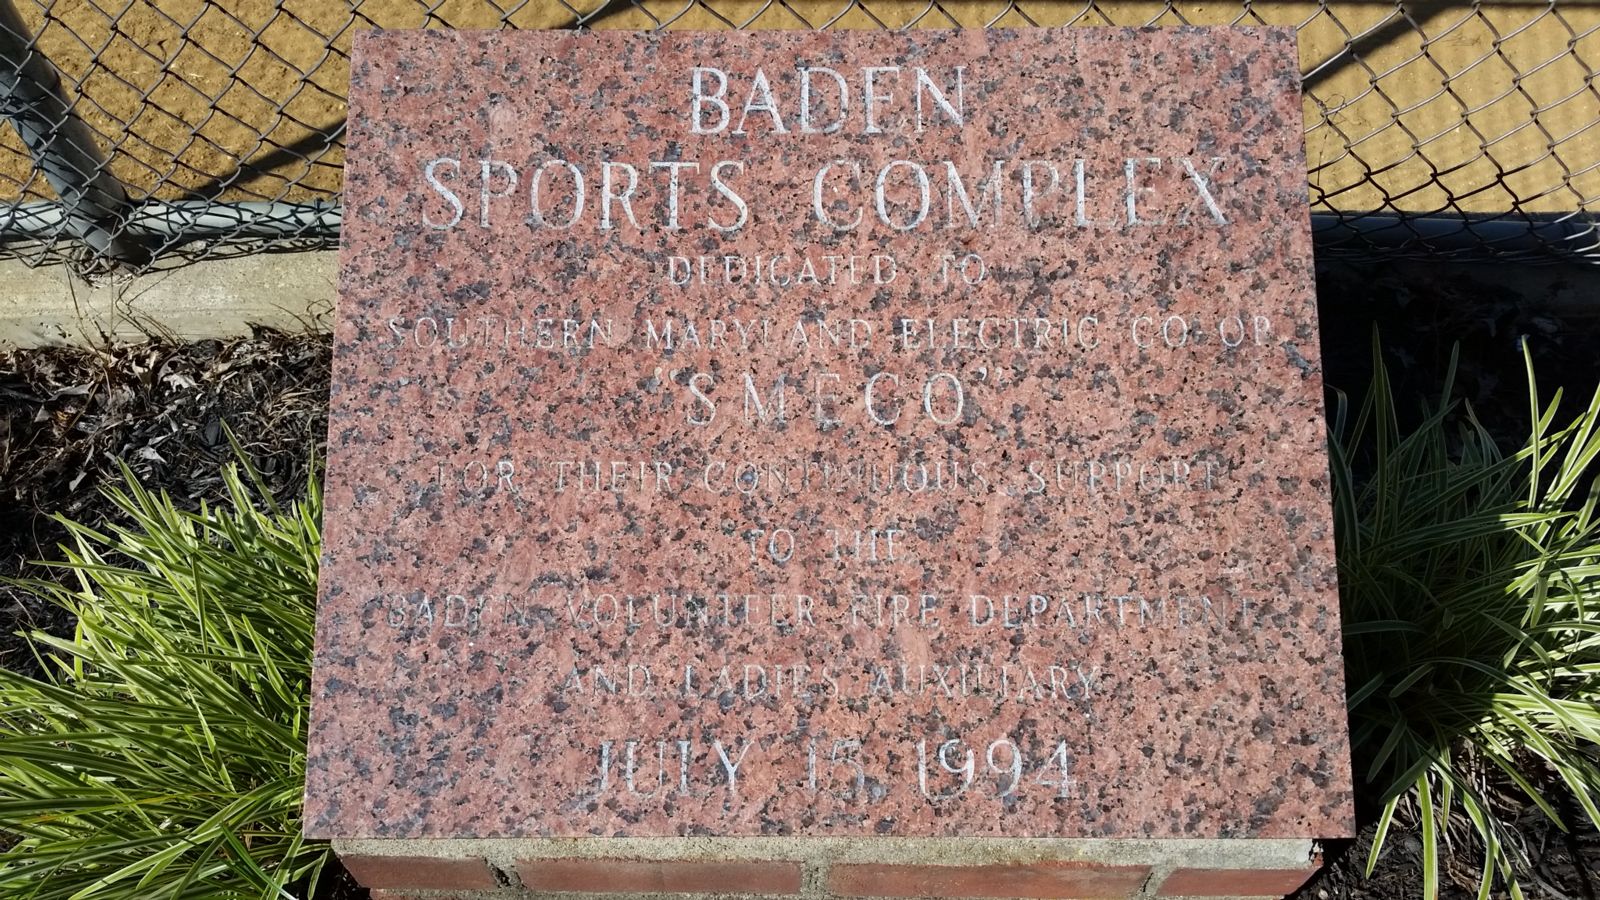 BADEN
SPORTS COMPLEX
DEDICATED TO
SOUTHERN MARYLAND ELECTRIC CO-OP
"SMECO"
FOR THEIR CONTINUOUS SUPPORT
TO THE
BADEN VOLUNTEER FIRE DEPARTMENT
AND LADIES AUXILIARY
JULY 15, 1994